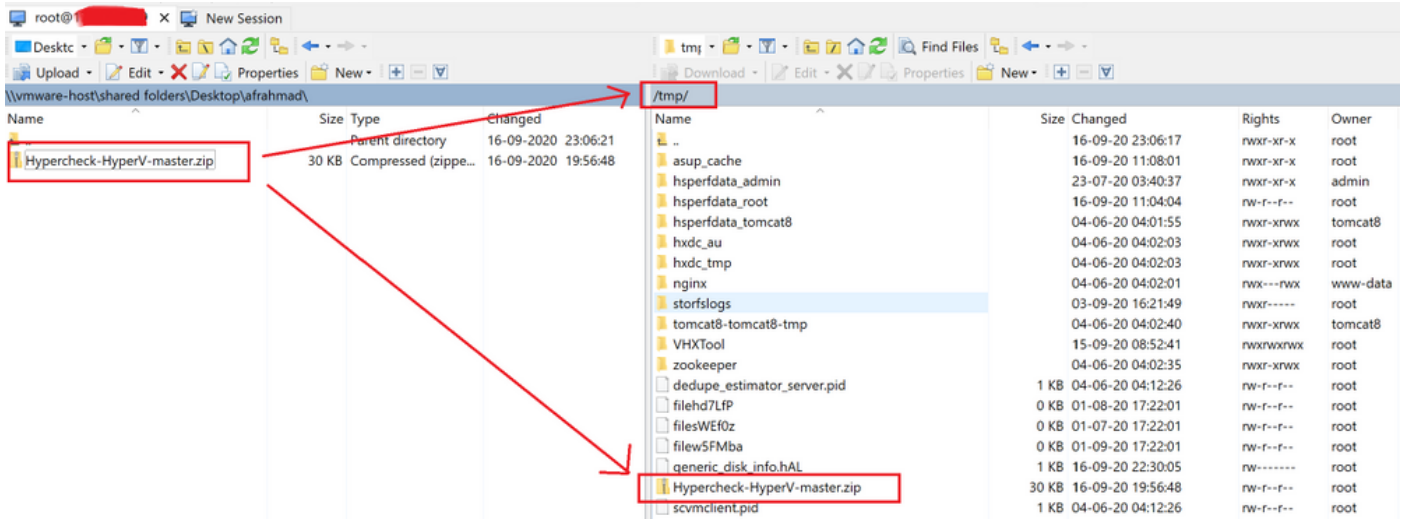 root@1 X New Session
Deskto
tmp Find Files
Upload Edit Properties New
Download Edit Properties New
\\vmware-host\shared folders\Desktop\afrahmad\
/tmp/
Name Size Type Changed
Name Size Changed Rights Owner
.. Parent directory 16-09-2020 23:06:21
.. 16-09-20 23:06:17 rwxr-xr-x root
Hypercheck-HyperV-master.zip 30 KB Compressed (zippe... 16-09-2020 19:56:48
asup_cache 16-09-20 11:08:01 rwxr-xr-x root
hsperfdata_admin 23-07-20 03:40:37 rwxr-xr-x admin
hsperfdata_root 16-09-20 11:04:04 rw-r--r-- root
hsperfdata_tomcat8 04-06-20 04:01:55 rwxr-xrwx tomcat8
hxdc_au 04-06-20 04:02:03 rwxr-xrwx root
hxdc_tmp 04-06-20 04:02:03 rwxr-xrwx root
nginx 04-06-20 04:02:01 rwx---rwx www-data
storfslogs 03-09-20 16:21:49 rwxr----- root
tomcat8-tomcat8-tmp 04-06-20 04:02:40 rwxr-xrwx tomcat8
VHXTool 15-09-20 08:52:41 rwxrwxrwx root
zookeeper 04-06-20 04:02:35 rwxr-xrwx root
dedupe_estimator_server.pid 1 KB 04-06-20 04:12:26 rw-r--r-- root
filehd7LfP 0 KB 01-08-20 17:22:01 rw-r--r-- root
filesWEf0z 0 KB 01-07-20 17:22:01 rw-r--r-- root
filew5FMba 0 KB 01-09-20 17:22:01 rw-r--r-- root
generic_disk_info.hAL 1 KB 16-09-20 22:30:05 rw------- root
Hypercheck-HyperV-master.zip 30 KB 16-09-20 19:56:48 rw-r--r-- root
scvmclient.pid 1 KB 04-06-20 04:12:26 rw-r--r-- root